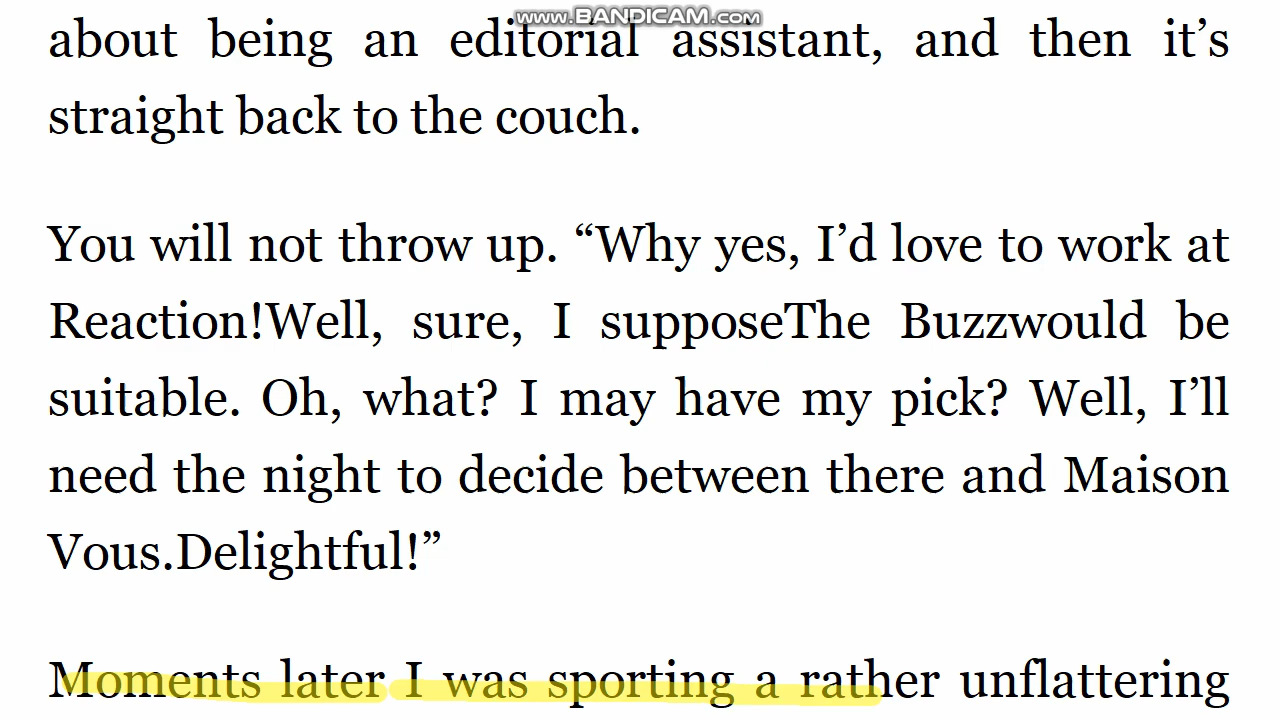 www.BANDICAM.com
about being an editorial assistant, and then it’s
straight back to the couch.
You will not throw up. “Why yes, I’d love to work at
Reaction!Well, sure, I supposeThe Buzzwould be
suitable. Oh, what? I may have my pick? Well, I’ll
need the night to decide between there and Maison
Vous.Delightful!”
Moments later I was sporting a rather unflattering